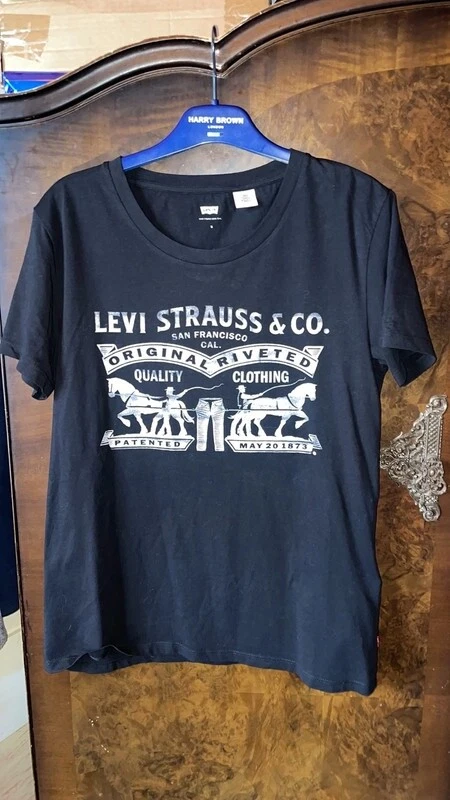 HARRY BROWN
LONDON
LEVI STRAUSS & CO.
SAN FRANCISCO
CAL.
ORIGINAL RIVETED
QUALITY CLOTHING
PATENTED MAY 20 1873